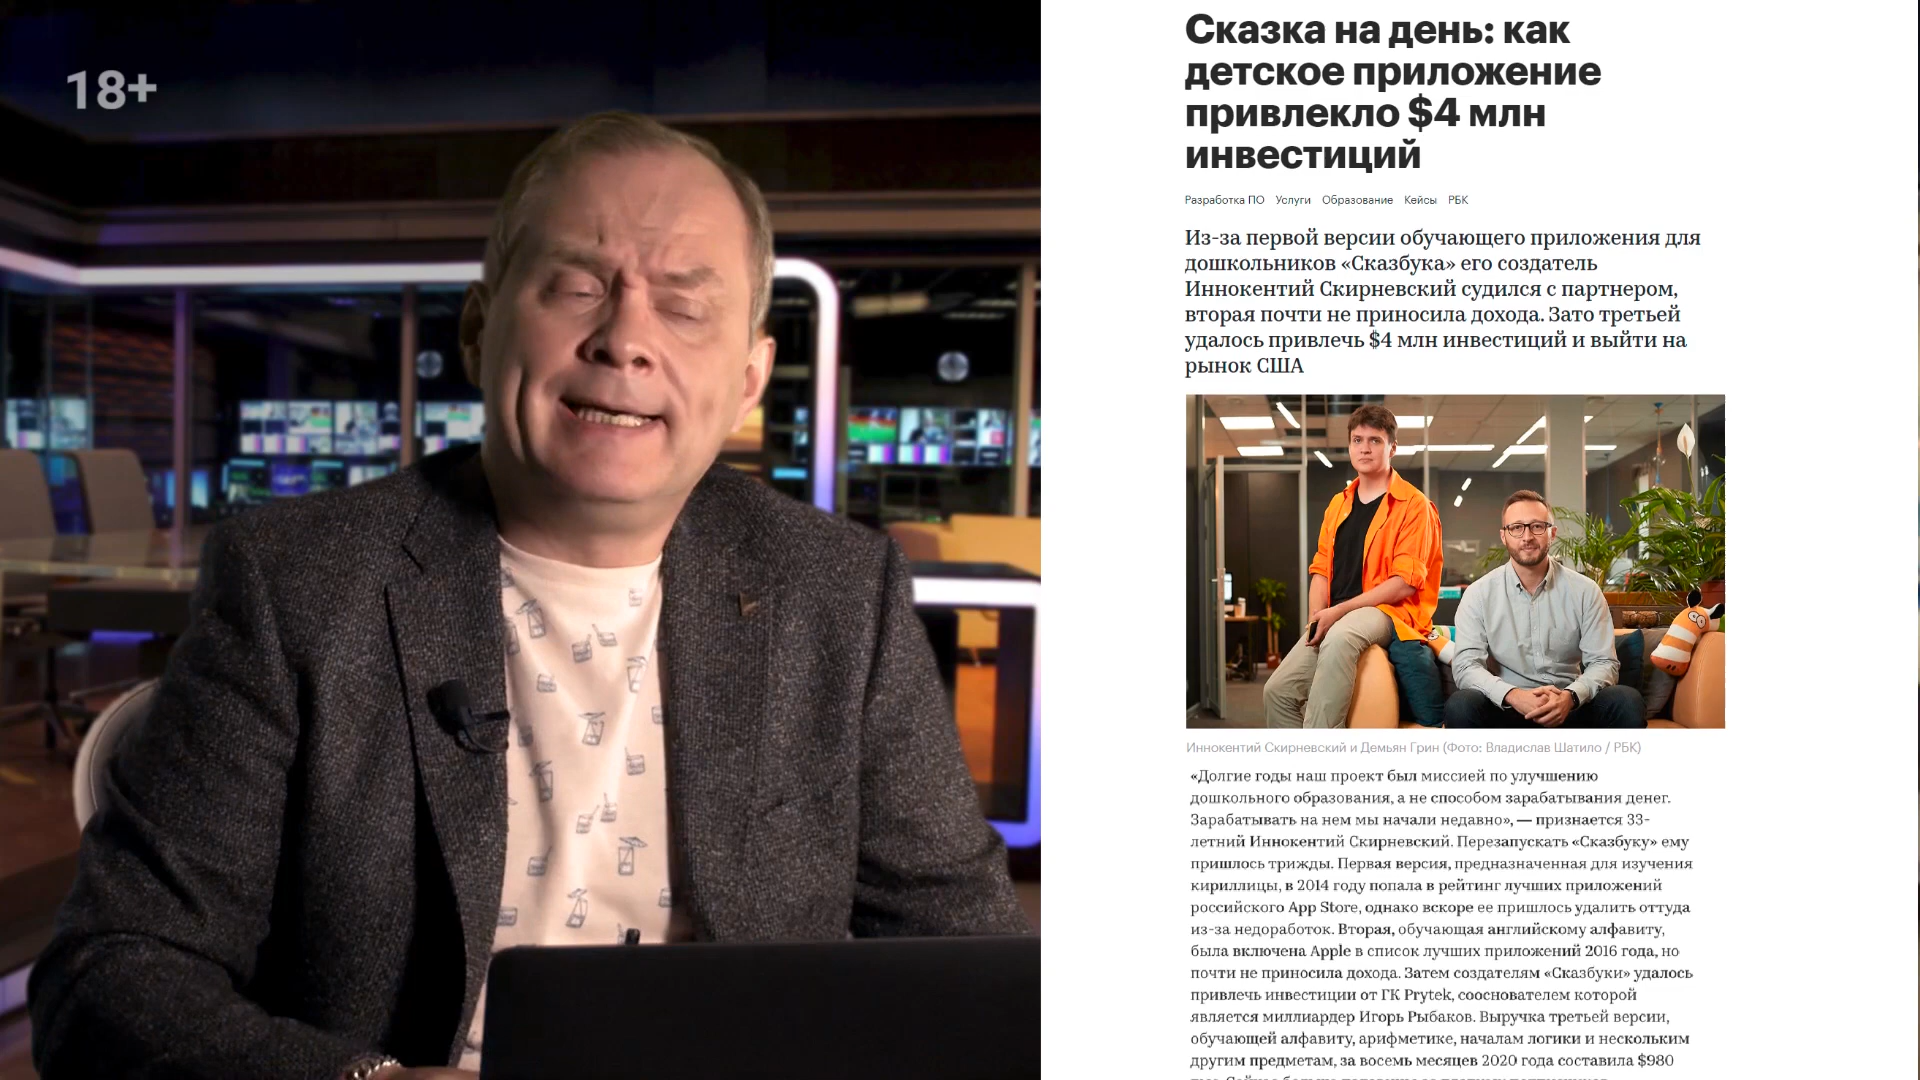 18+
Сказка на день: как
детское приложение
привлекло $4 млн
инвестиций
Разработка ПО Услуги Образование Кейсы РБК
Из-за первой версии обучающего приложения для
дошкольников «Сказбука» его создатель
Иннокентий Скирневский судился с партнером,
вторая почти не приносила дохода. Зато третьей
удалось привлечь $4 млн инвестиций и выйти на
рынок США
Иннокентий Скирневский и Демьян Грин (Фото: Владислав Шатило / РБК)
«Долгие годы наш проект был миссией по улучшению
дошкольного образования, а не способом зарабатывания денег.
Зарабатывать на нем мы начали недавно», — признается 33-
летний Иннокентий Скирневский. Перезапускать «Сказбуку» ему
пришлось трижды. Первая версия, предназначенная для изучения
кириллицы, в 2014 году попала в рейтинг лучших приложений
российского App Store, однако вскоре ее пришлось удалить оттуда
из-за недоработок. Вторая, обучающая английскому алфавиту,
была включена Apple в список лучших приложений 2016 года, но
почти не приносила дохода. Затем создателям «Сказбуки» удалось
привлечь инвестиции от ГК Prytek, сооснователем которой
является миллиардер Игорь Рыбаков. Выручка третьей версии,
обучающей алфавиту, арифметике, началам логики и нескольким
другим предметам, за восемь месяцев 2020 года составила $980